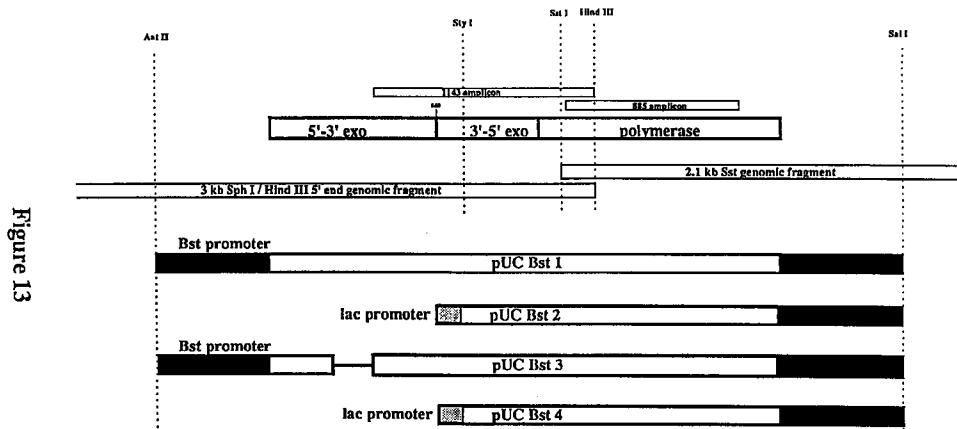 Aat II
Sty I
Sst I
Hind III
Sal I
1143 amplicon
885 amplicon
5'-3' exo
3'-5' exo
polymerase
2.1 kb Sst genomic fragment
3 kb Sph I / Hind III 5' end genomic fragment
Bst promoter
pUC Bst 1
lac promoter
pUC Bst 2
Bst promoter
pUC Bst 3
lac promoter
pUC Bst 4
Figure 13